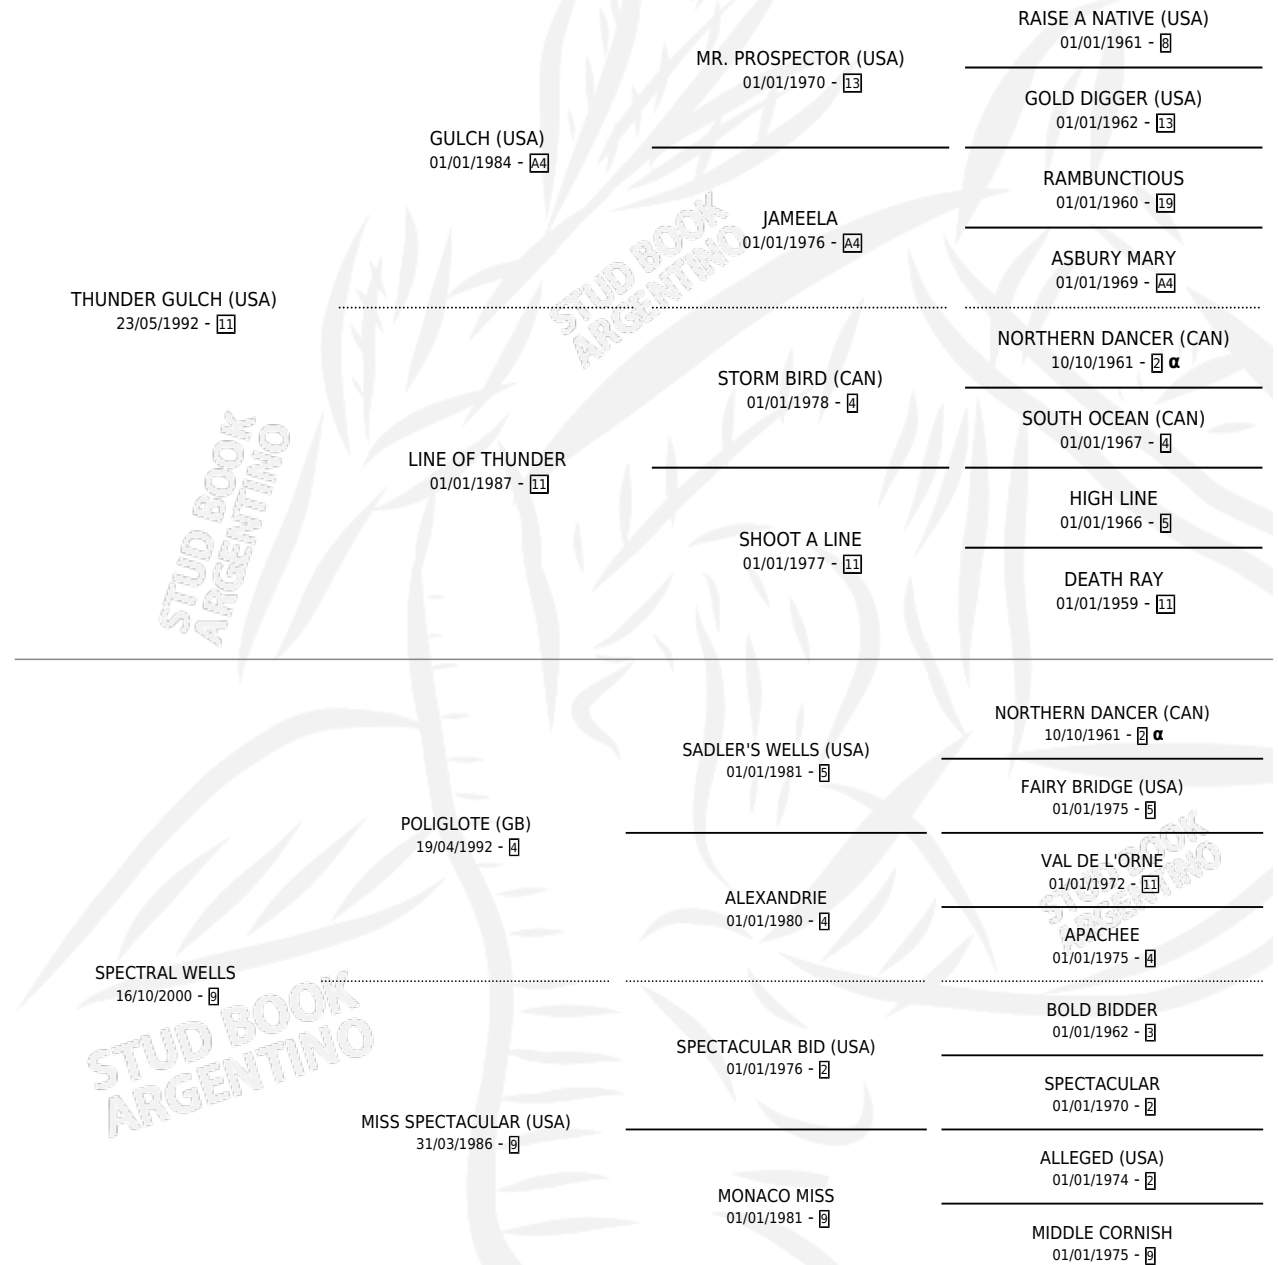 RAISE A NATIVE (USA)
01/01/1961 - 8
MR. PROSPECTOR (USA)
01/01/1970 - 13
GOLD DIGGER (USA)
01/01/1962 - 13
GULCH (USA)
01/01/1984 - A4
RAMBUNCTIOUS
01/01/1960 - 19
JAMEELA
01/01/1976 - A4
ASBURY MARY
01/01/1969 - A4
THUNDER GULCH (USA)
23/05/1992 - 11
NORTHERN DANCER (CAN)
10/10/1961 - 2 α
STORM BIRD (CAN)
01/01/1978 - 4
SOUTH OCEAN (CAN)
01/01/1967 - 4
LINE OF THUNDER
01/01/1987 - 11
HIGH LINE
01/01/1966 - 5
SHOOT A LINE
01/01/1977 - 11
DEATH RAY
01/01/1959 - 11
STUD BOOK
ARGENTINO
STUD BOOK
ARGENTINO
NORTHERN DANCER (CAN)
10/10/1961 - 2 α
SADLER'S WELLS (USA)
01/01/1981 - 5
FAIRY BRIDGE (USA)
01/01/1975 - 5
POLIGLOTE (GB)
19/04/1992 - 4
VAL DE L'ORNE
01/01/1972 - 11
ALEXANDRIE
01/01/1980 - 4
APACHEE
01/01/1975 - 4
SPECTRAL WELLS
16/10/2000 - 9
BOLD BIDDER
01/01/1962 - 3
SPECTACULAR BID (USA)
01/01/1976 - 2
SPECTACULAR
01/01/1970 - 2
MISS SPECTACULAR (USA)
31/03/1986 - 9
ALLEGED (USA)
01/01/1974 - 2
MONACO MISS
01/01/1981 - 9
MIDDLE CORNISH
01/01/1975 - 9
STUD BOOK
ARGENTINO
STUD BOOK
ARGENTINO